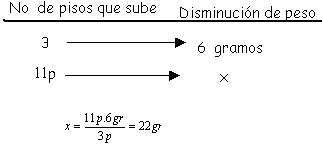 No. de pisos que sube Disminución de peso
3 6 gramos
11p x
x = 11p.6gr / 3p = 22gr